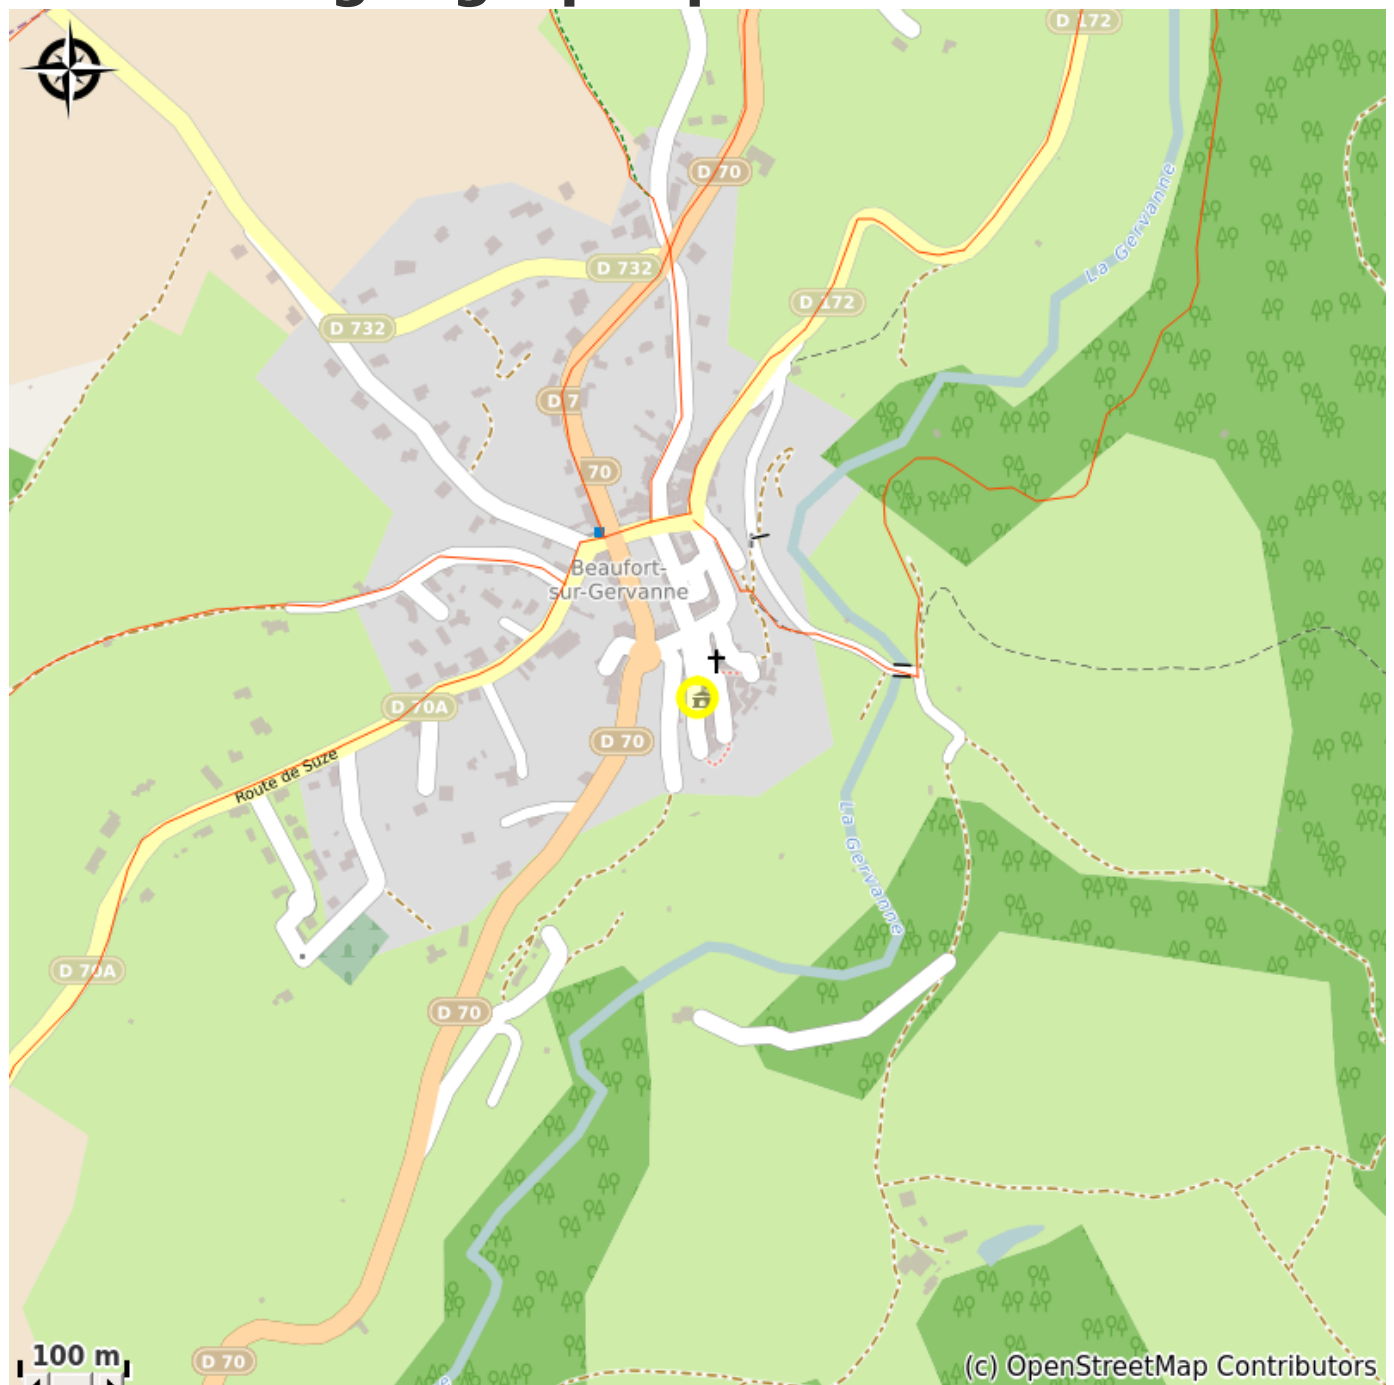 D 172
D 70
La Gervanne
D 732
D 172
D 732
D 7
70
Beaufort-
sur-Gervanne
D 70A
D 70
Route de Suze
La Gervanne
D 70A
D 70
100 m
D 70
(c) OpenStreetMap Contributors